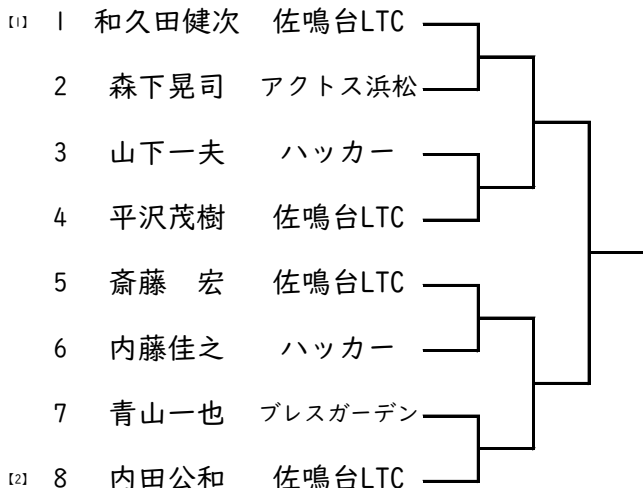 [1] 1 和久田健次 佐鳴台LTC
2 森下晃司 アクトス浜松
3 山下一夫 ハッカー
4 平沢茂樹 佐鳴台LTC
5 斎藤　宏 佐鳴台LTC
6 内藤佳之 ハッカー
7 青山一也 ブレスガーデン
[2] 8 内田公和 佐鳴台LTC